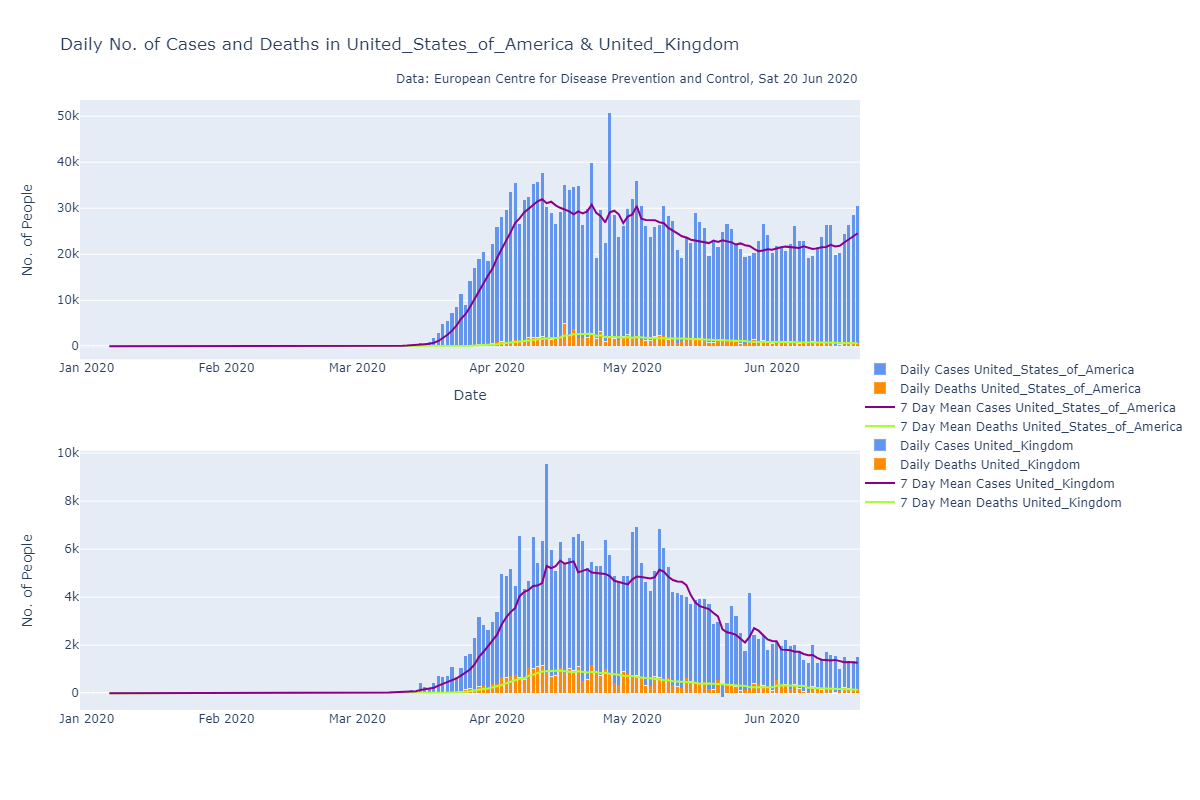 Daily No. of Cases and Deaths in United_States_of_America & United_Kingdom
Data: European Centre for Disease Prevention and Control, Sat 20 Jun 2020
50k
40k
30k
20k
10k
0
No. of People
Jan 2020 Feb 2020 Mar 2020 Apr 2020 May 2020 Jun 2020
Date
Daily Cases United_States_of_America
Daily Deaths United_States_of_America
7 Day Mean Cases United_States_of_America
7 Day Mean Deaths United_States_of_America
Daily Cases United_Kingdom
Daily Deaths United_Kingdom
7 Day Mean Cases United_Kingdom
7 Day Mean Deaths United_Kingdom
10k
8k
6k
4k
2k
0
No. of People
Jan 2020 Feb 2020 Mar 2020 Apr 2020 May 2020 Jun 2020